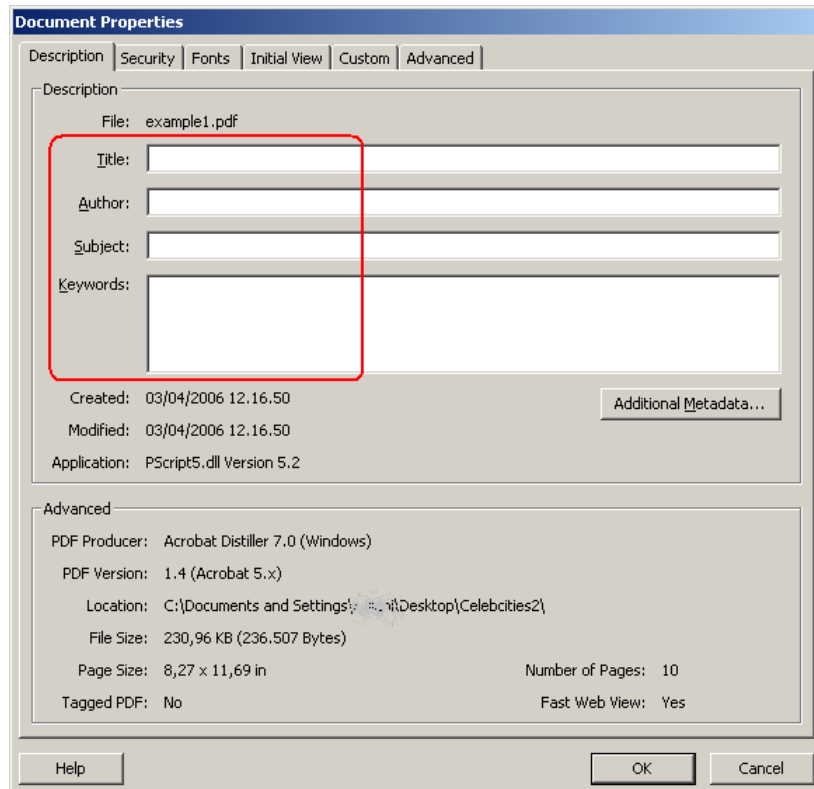 Document Properties
Description Security Fonts Initial View Custom Advanced
Description
File: example1.pdf
Title:
Author:
Subject:
Keywords:
Created: 03/04/2006 12.16.50
Additional Metadata...
Modified: 03/04/2006 12.16.50
Application: PScript5.dll Version 5.2
Advanced
PDF Producer: Acrobat Distiller 7.0 (Windows)
PDF Version: 1.4 (Acrobat 5.x)
Location: C:\Documents and Settings\ \Desktop\Celebcities2\
File Size: 230,96 KB (236.507 Bytes)
Page Size: 8,27 x 11,69 in Number of Pages: 10
Tagged PDF: No Fast Web View: Yes
Help OK Cancel